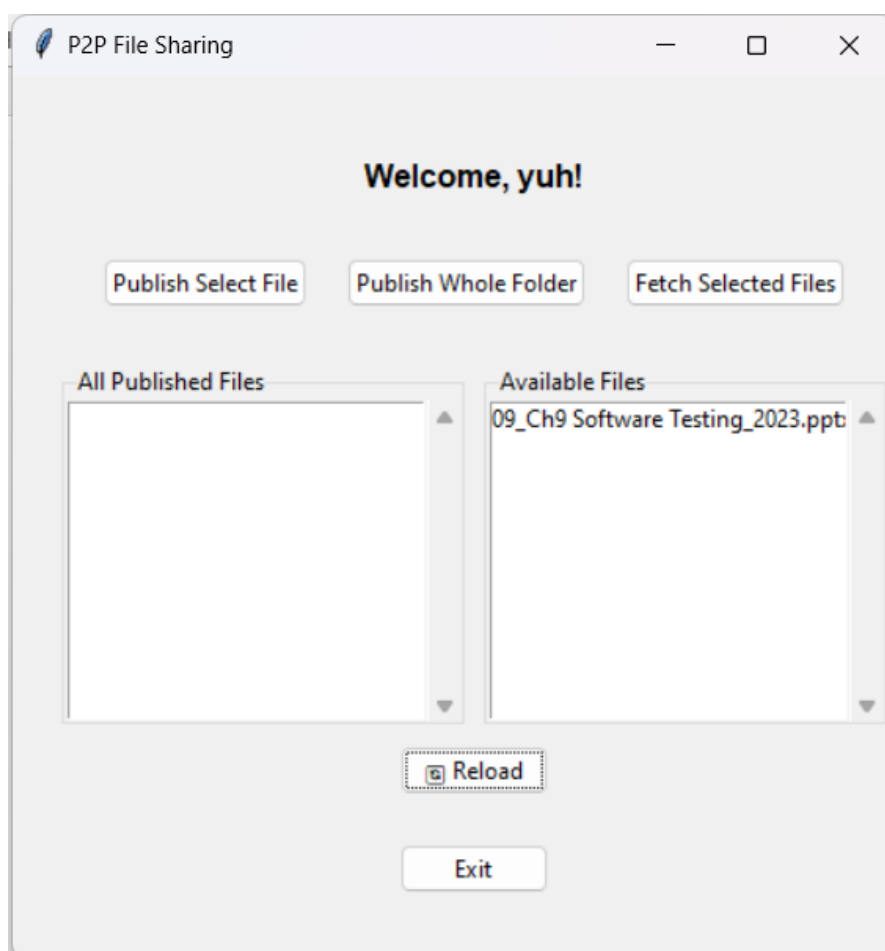 P2P File Sharing
Welcome, yuh!
Publish Select File Publish Whole Folder Fetch Selected Files
All Published Files Available Files
09_Ch9 Software Testing_2023.ppt
Reload
Exit